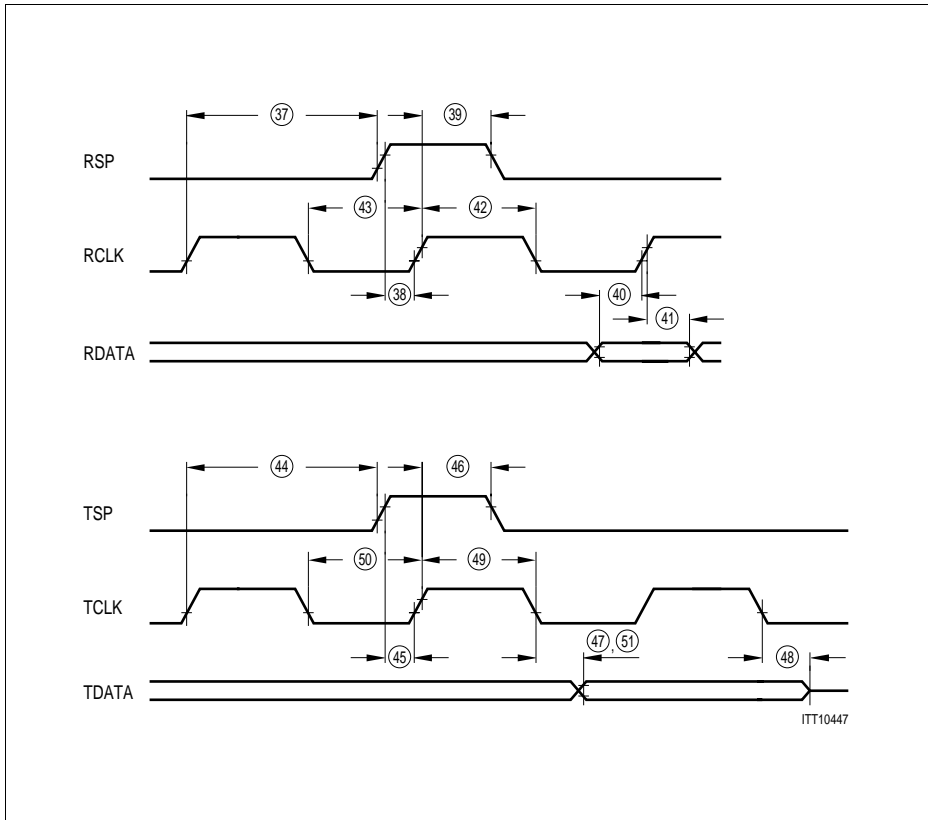 37 39
RSP
43 42
RCLK
38 40
41
RDATA
44 46
TSP
50 49
TCLK
45 47, 51 48
TDATA
ITT10447